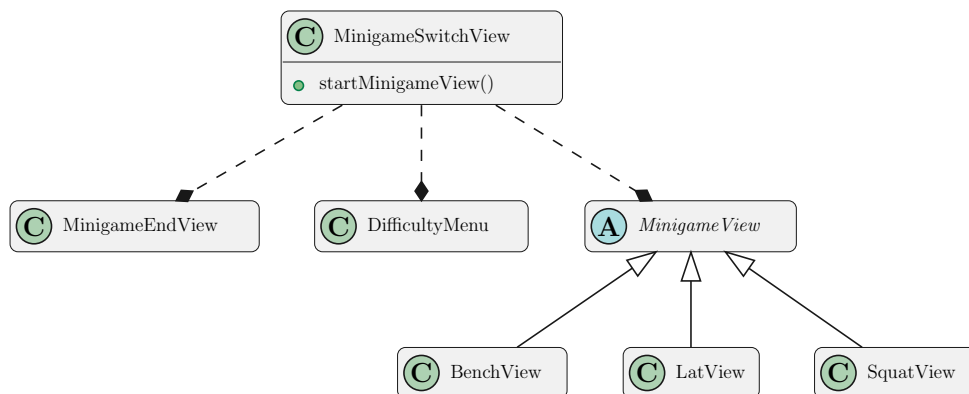 C MinigameSwitchView
startMinigameView()
C MinigameEndView
C DifficultyMenu
A MinigameView
C BenchView
C LatView
C SquatView